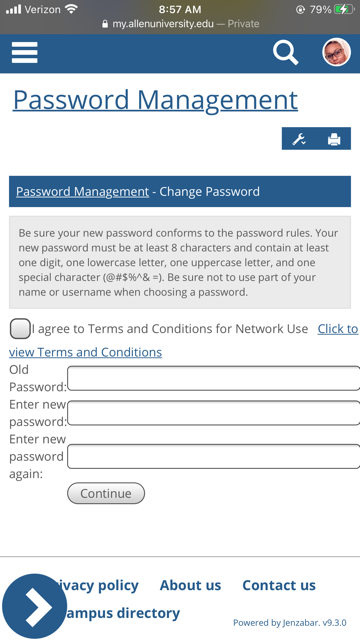 Verizon 8:57 AM 79%
my.allenuniversity.edu — Private
Password Management
Password Management - Change Password
Be sure your new password conforms to the password rules. Your
new password must be at least 8 characters and contain at least
one digit, one lowercase letter, one uppercase letter, and one
special character (@#$%^& =). Be sure not to use part of your
name or username when choosing a password.
I agree to Terms and Conditions for Network Use Click to
view Terms and Conditions
Old
Password:
Enter new
password:
Enter new
password
again:
Continue
ivacy policy About us Contact us
ampus directory
Powered by Jenzabar. v9.3.0